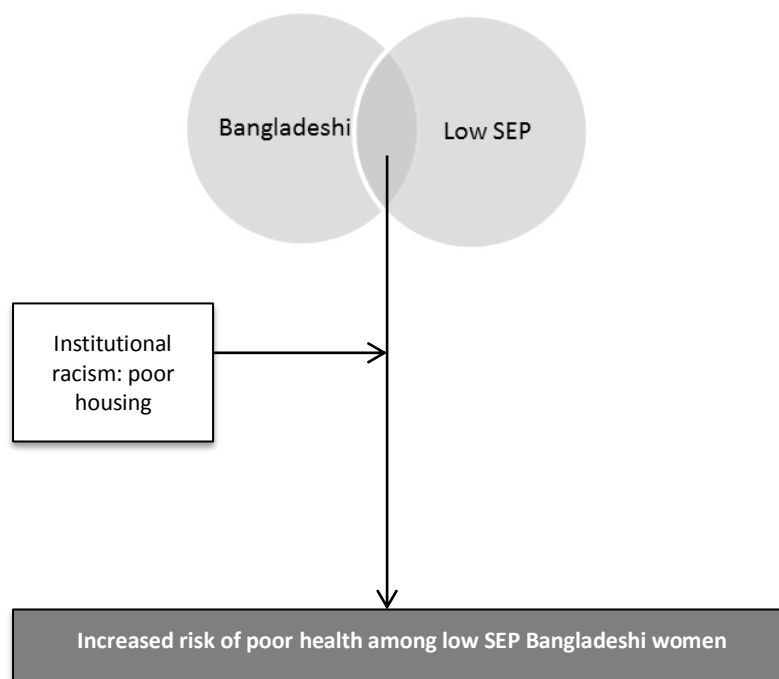 Bangladeshi
Low SEP
Institutional
racism: poor
housing
Increased risk of poor health among low SEP Bangladeshi women